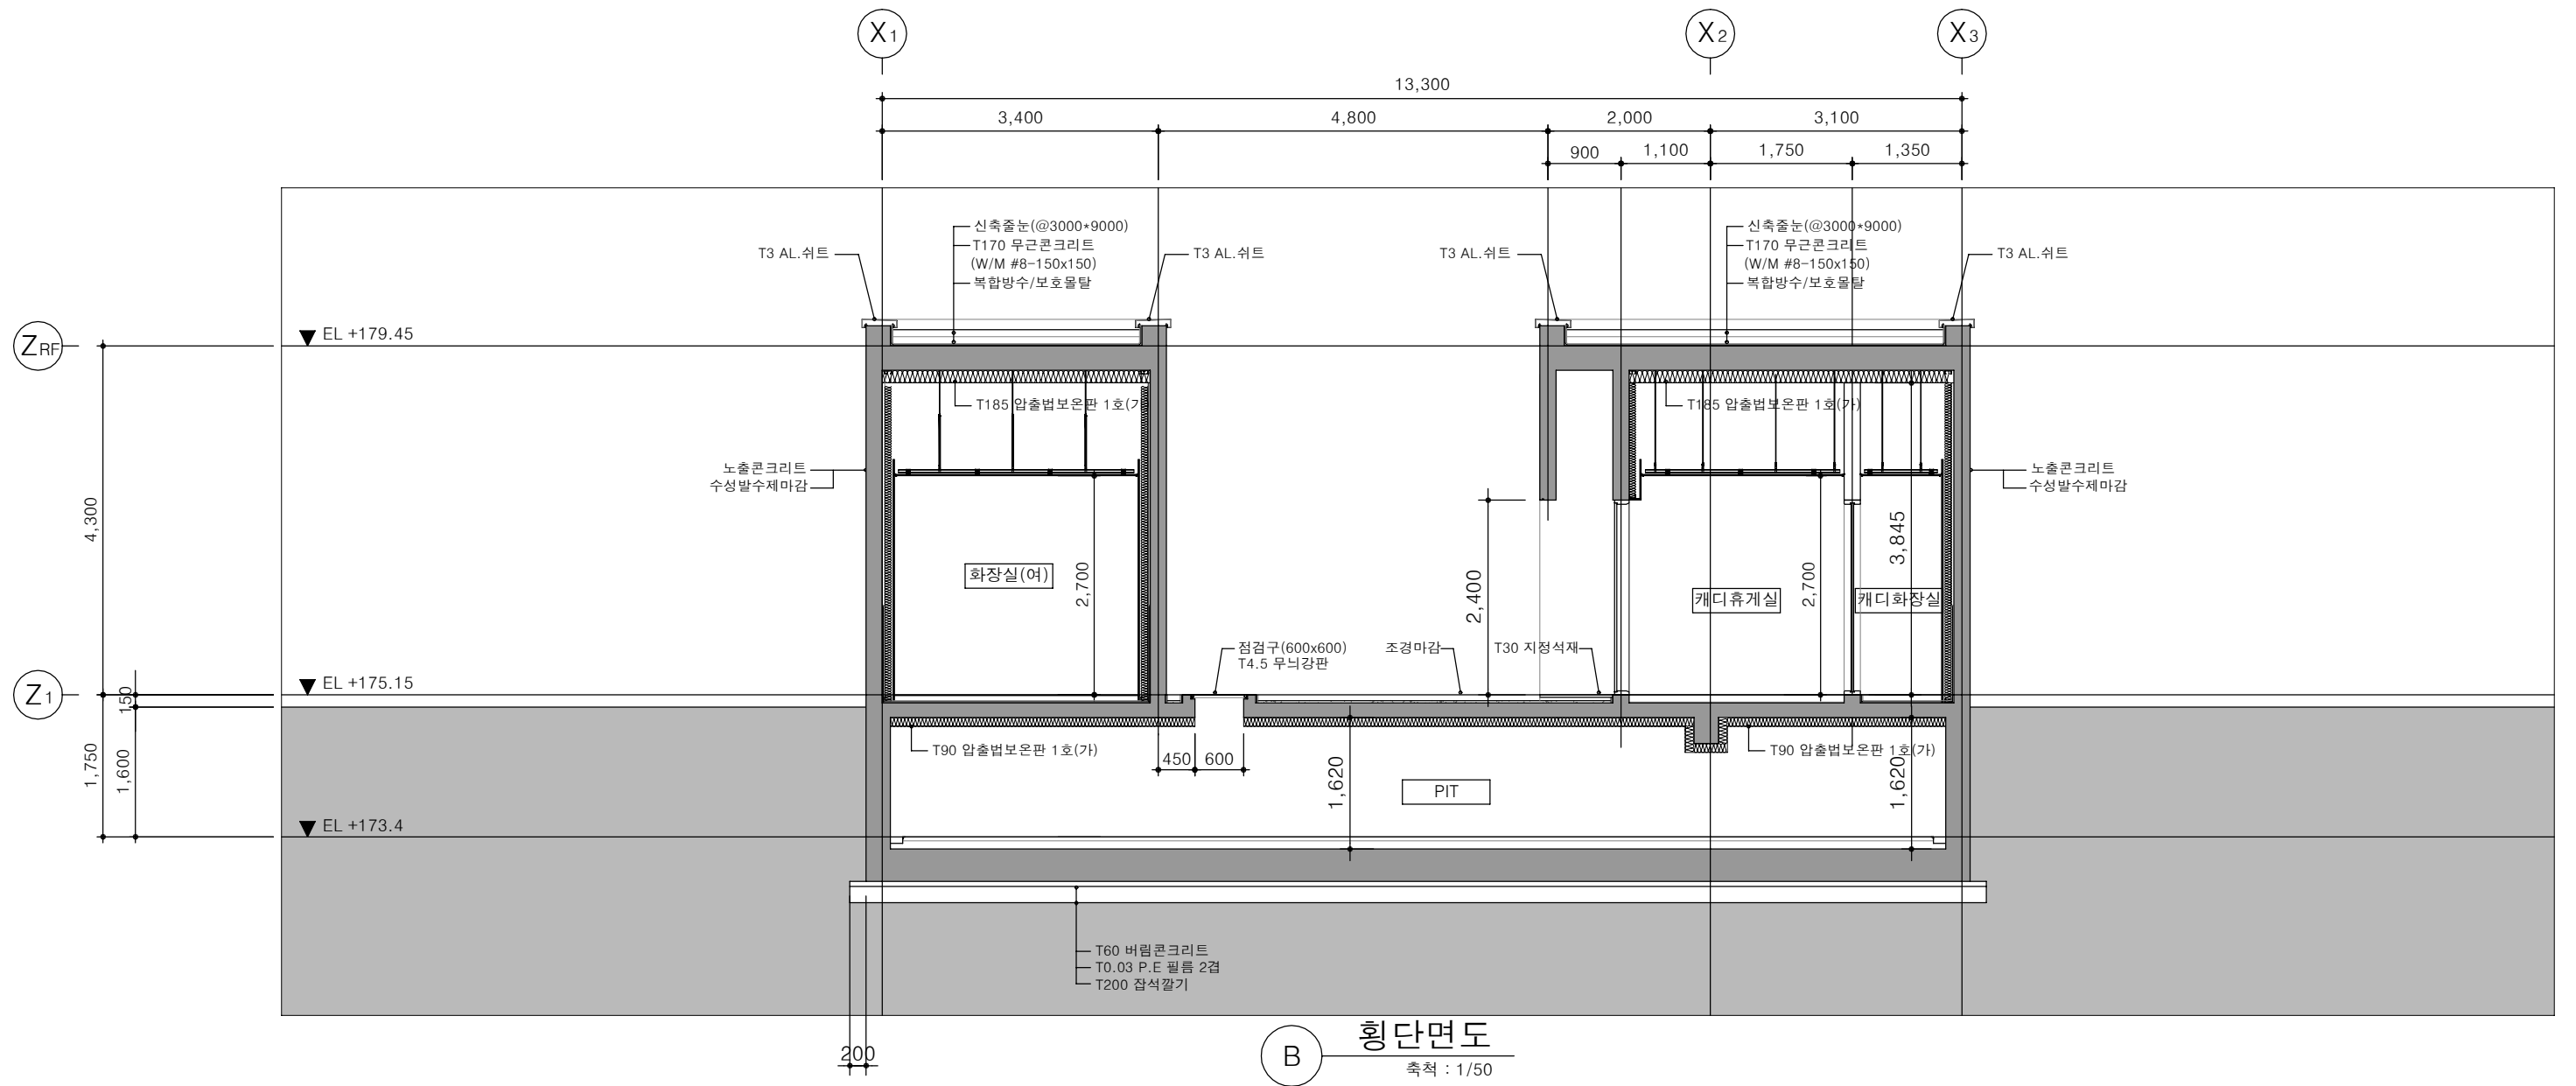 X1
X2
X3
13,300
3,400
4,800
2,000
3,100
900
1,100
1,750
1,350
신축줄눈(@3000*9000)
T170 무근콘크리트
(W/M #8-150x150)
복합방수/보호몰탈
신축줄눈(@3000*9000)
T170 무근콘크리트
(W/M #8-150x150)
복합방수/보호몰탈
T3 AL.쉬트
T3 AL.쉬트
T3 AL.쉬트
T3 AL.쉬트
ZRF
EL +179.45
T185 압출법보온판 1호(가
T185 압출법보온판 1호(가)
노출콘크리트
수성발수제마감
노출콘크리트
수성발수제마감
4,300
3,845
화장실(여)
2,700
2,400
캐디휴게실
2,700
캐디화장실
점검구(600x600)
T4.5 무늬강판
조경마감
T30 지정석재
Z1
EL +175.15
150
T90 압출법보온판 1호(가)
T90 압출법보온판 1호(가)
450
600
1,750
1,600
1,620
PIT
1,620
EL +173.4
T60 버림콘크리트
T0.03 P.E 필름 2겹
T200 잡석깔기
200
B
횡단면도
축척 : 1/50